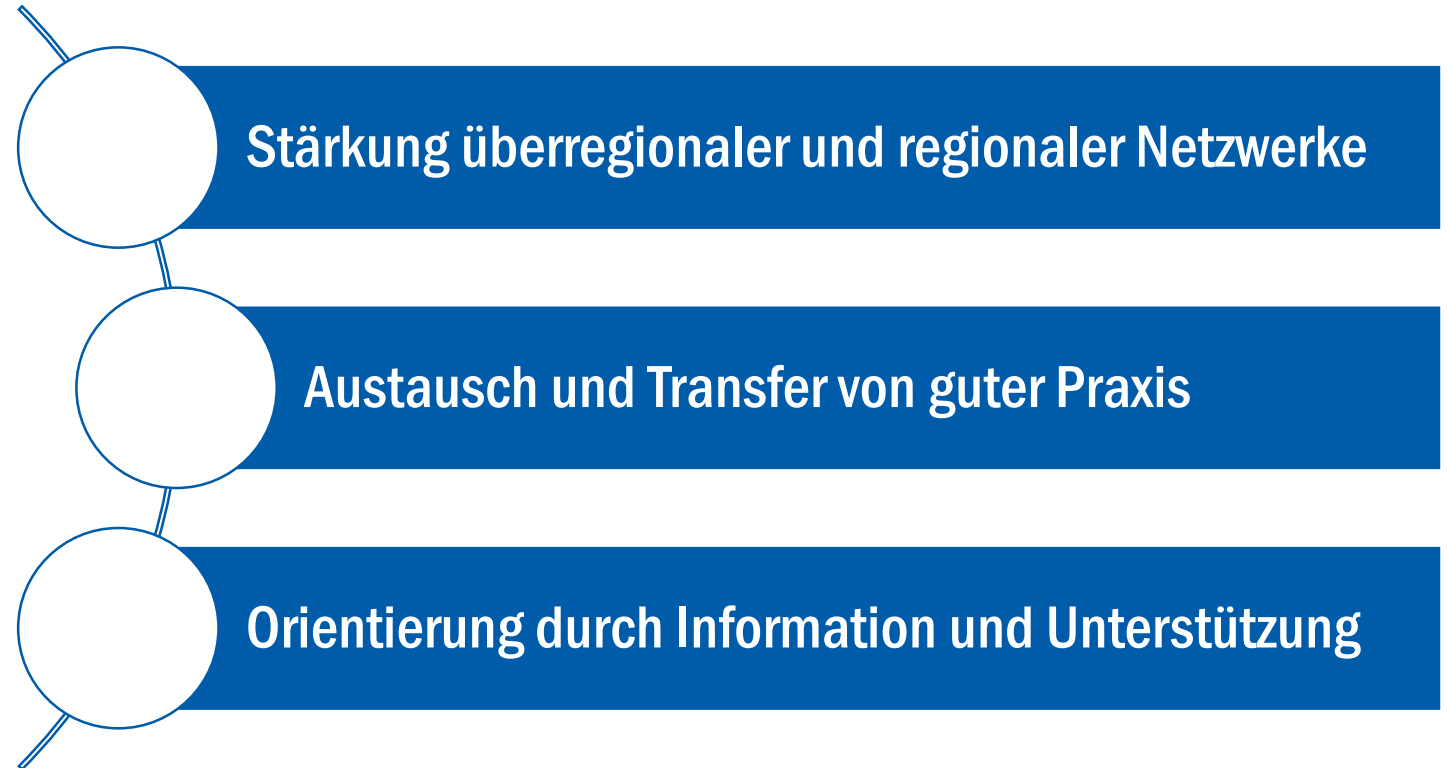 Stärkung überregionaler und regionaler Netzwerke
Austausch und Transfer von guter Praxis
Orientierung durch Information und Unterstützung